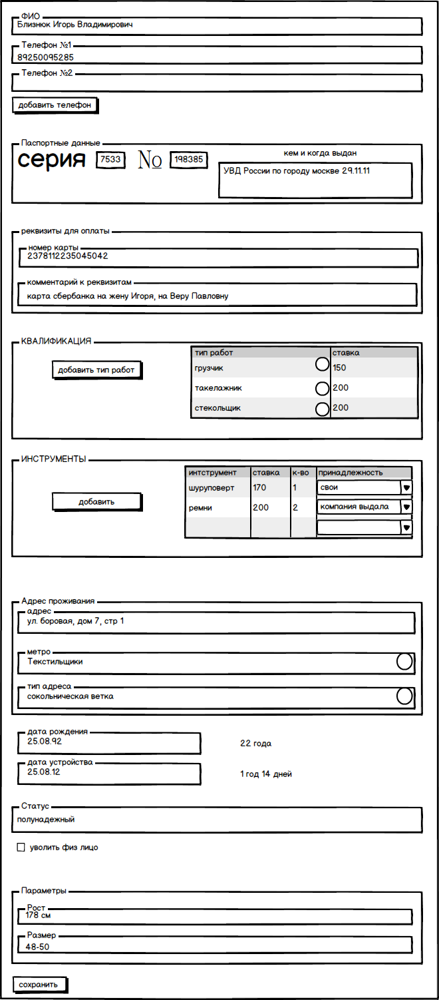 ФИО
Близнюк Игорь Владимирович
Телефон №1
89250095285
Телефон №2
добавить телефон
Паспортные данные
серия 7533 № 198385
кем и когда выдан
УВД России по городу москве 29.11.11
реквизиты для оплаты
номер карты
2378112235045042
комментарий к реквизитам
карта сбербанка на жену Игоря, на Веру Павловну
КВАЛИФИКАЦИЯ
добавить тип работ
тип работ ставка
грузчик 150
такелажник 200
стекольщик 200
ИНСТРУМЕНТЫ
добавить
интструмент ставка к-во принадлежность
шуруповерт 170 1 свои
ремни 200 2 компания выдала
Адрес проживания
адрес
ул. боровая, дом 7, стр 1
метро
Текстильщики
тип адреса
сокольническая ветка
дата рождения
25.08.92 22 года
дата устройства
25.08.12 1 год 14 дней
Статус
полунадежный
уволить физ лицо
Параметры
Рост
178 см
Размер
48-50
сохранить